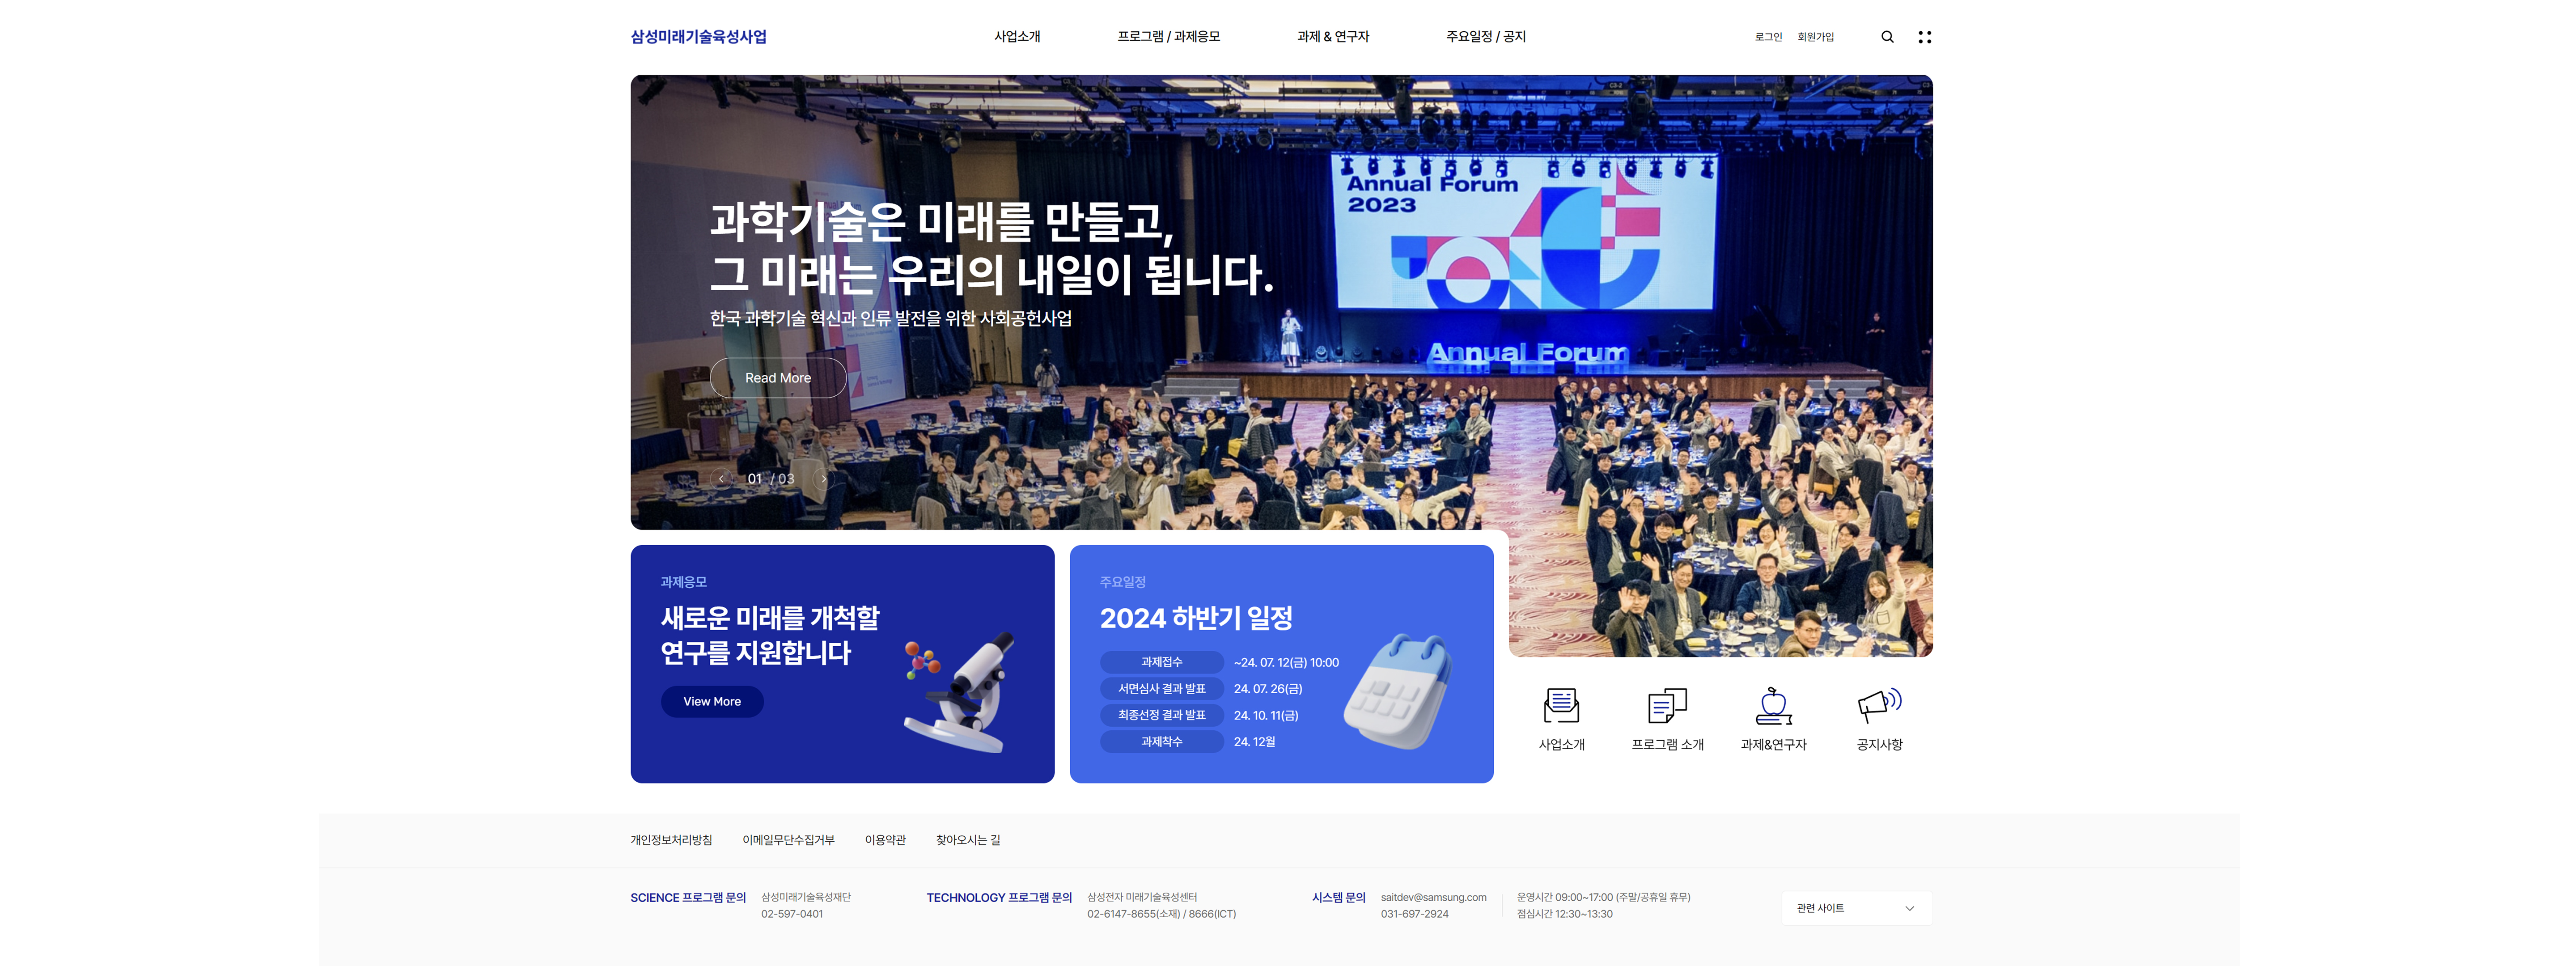 삼성미래기술육성사업
사업소개
프로그램 / 과제응모
과제 & 연구자
주요일정 / 공지
로그인
회원가입
Annual Forum
2023
과학기술은 미래를 만들고,
그 미래는 우리의 내일이 됩니다.
한국 과학기술 혁신과 인류 발전을 위한 사회공헌사업
Annual Forum
Read More
01 / 03
과제응모
새로운 미래를 개척할
연구를 지원합니다
View More
주요일정
2024 하반기 일정
과제접수 ~24. 07. 12(금) 10:00
서면심사 결과 발표 24. 07. 26(금)
최종선정 결과 발표 24. 10. 11(금)
과제착수 24. 12월
사업소개
프로그램 소개
과제&연구자
공지사항
개인정보처리방침
이메일무단수집거부
이용약관
찾아오시는 길
SCIENCE 프로그램 문의
삼성미래기술육성재단
02-597-0401
TECHNOLOGY 프로그램 문의
삼성전자 미래기술육성센터
02-6147-8655(소재) / 8666(ICT)
시스템 문의
saitdev@samsung.com
031-697-2924
운영시간 09:00~17:00 (주말/공휴일 휴무)
점심시간 12:30~13:30
관련 사이트